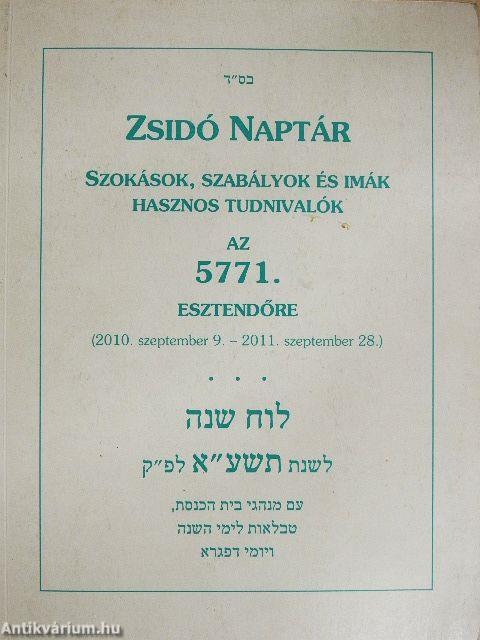 בס״ד
ZSIDÓ NAPTÁR
SZOKÁSOK, SZABÁLYOK ÉS IMÁK
HASZNOS TUDNIVALÓK
AZ
5771.
ESZTENDŐRE
(2010. szeptember 9. – 2011. szeptember 28.)
• • •
לוח שנה
לשנת תשע״א לפ״ק
עם מנהגי בית הכנסת,
טבלאות לימי השנה
ויומי דפגרא
Antikvárium.hu